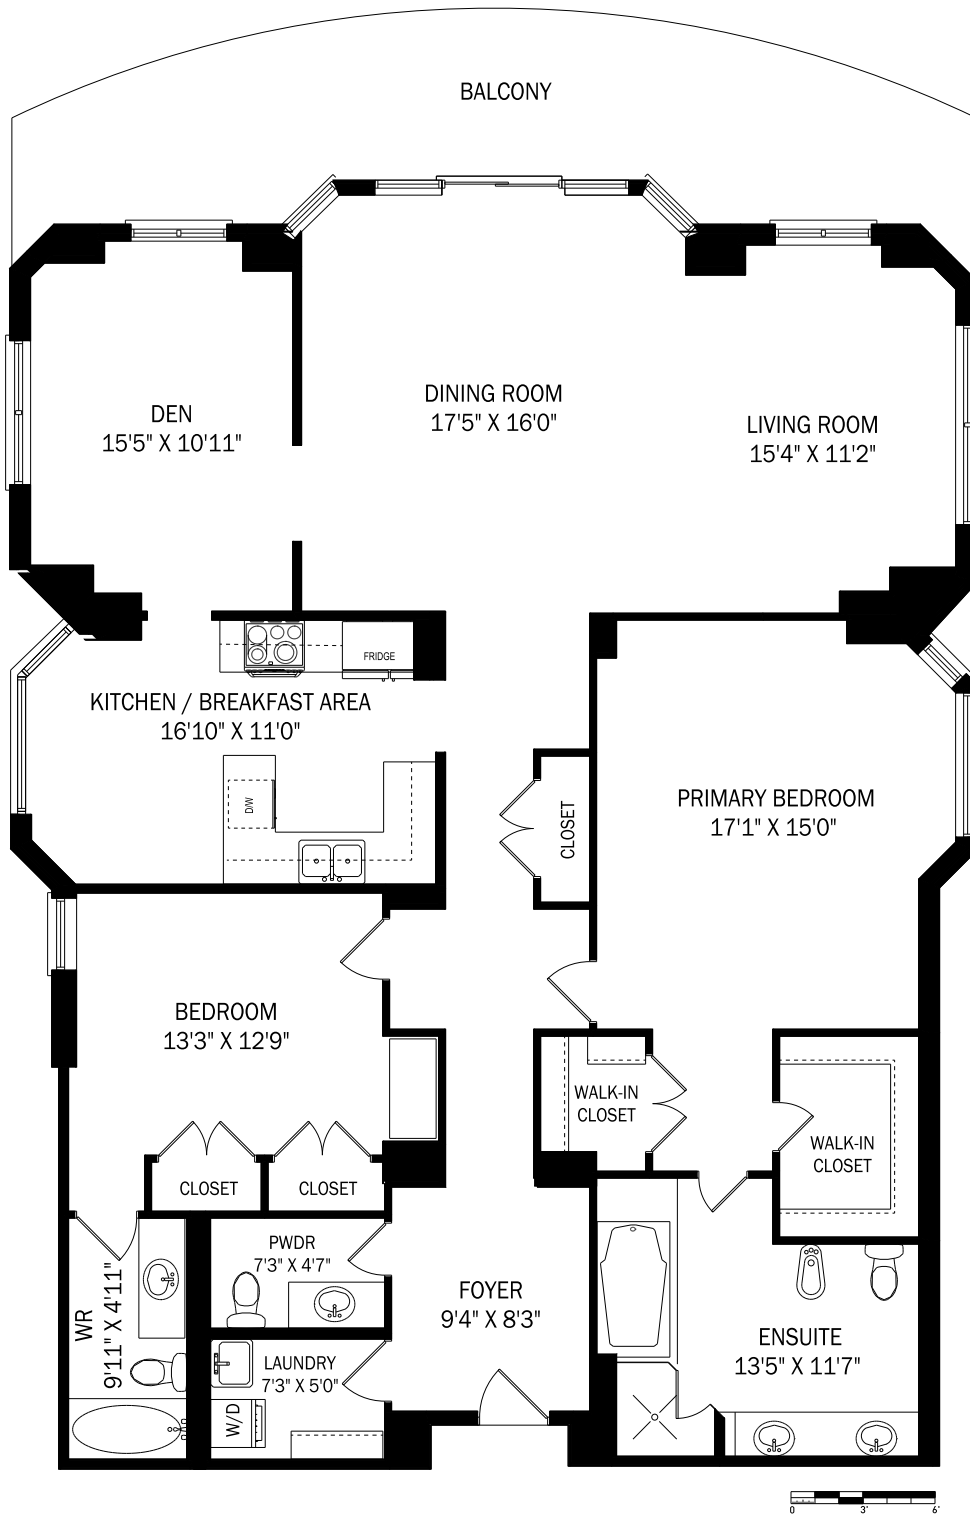 BALCONY
DEN
15'5" X 10'11"
DINING ROOM
17'5" X 16'0"
LIVING ROOM
15'4" X 11'2"
FRIDGE
KITCHEN / BREAKFAST AREA
16'10" X 11'0"
D/W
CLOSET
PRIMARY BEDROOM
17'1" X 15'0"
BEDROOM
13'3" X 12'9"
WALK-IN
CLOSET
WALK-IN
CLOSET
CLOSET
CLOSET
PWDR
7'3" X 4'7"
WR
9'11" X 4'11"
FOYER
9'4" X 8'3"
LAUNDRY
7'3" X 5'0"
W/D
ENSUITE
13'5" X 11'7"
0 3' 6'